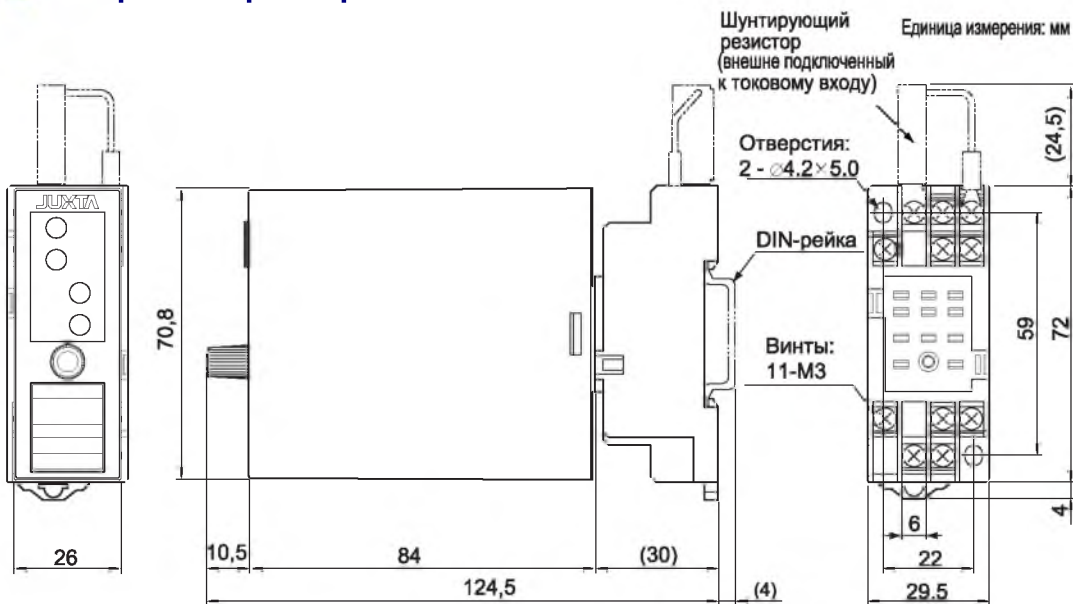 Шунтирующий
резистор
(внешне подключенный
к токовому входу)
Единица измерения: мм
(24,5)
Отверстия:
2 - ∅4.2×5.0
JUXTA
DIN-рейка
70,8
59
72
Винты:
11-М3
4
6
26
10,5
84
(30)
22
124,5
(4)
29.5